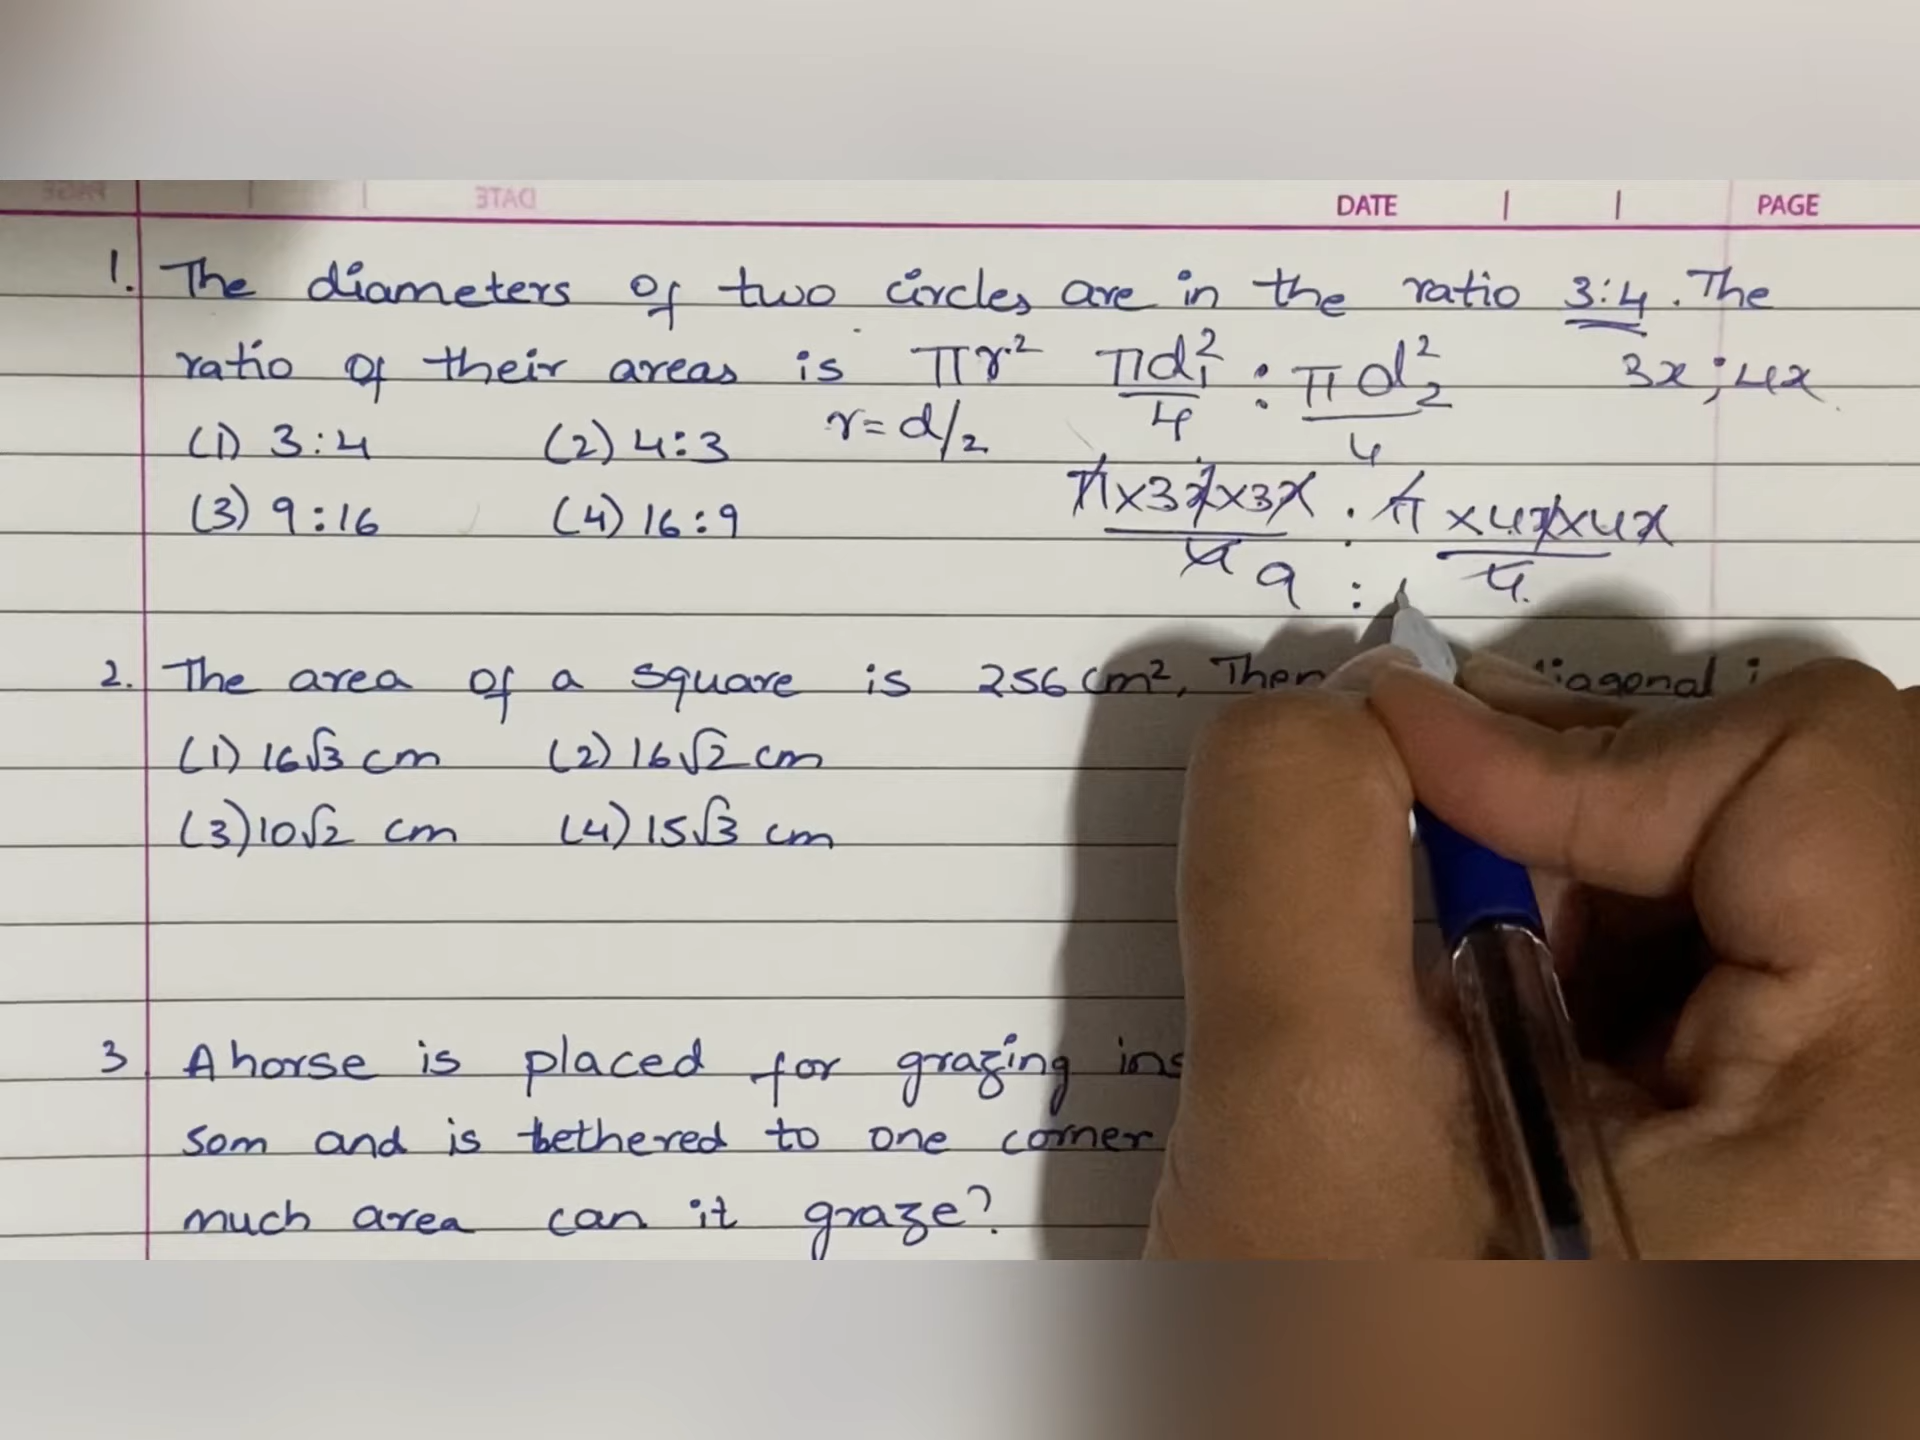 DATE | | PAGE
1. The diameters of two circles are in the ratio 3:4. The
ratio of their areas is πr² πd₁²/4 : πd₂²/4 3x ; 4x
(1) 3:4 (2) 4:3 r = d/2
(3) 9:16 (4) 16:9 π×3x×3x/4 : π×4x×4x/4
9 :
2. The area of a square is 256 cm², Then diagonal
(1) 16√3 cm (2) 16√2 cm
(3) 10√2 cm (4) 15√3 cm
3 A horse is placed for grazing ins
50m and is tethered to one corner
much area can it graze?